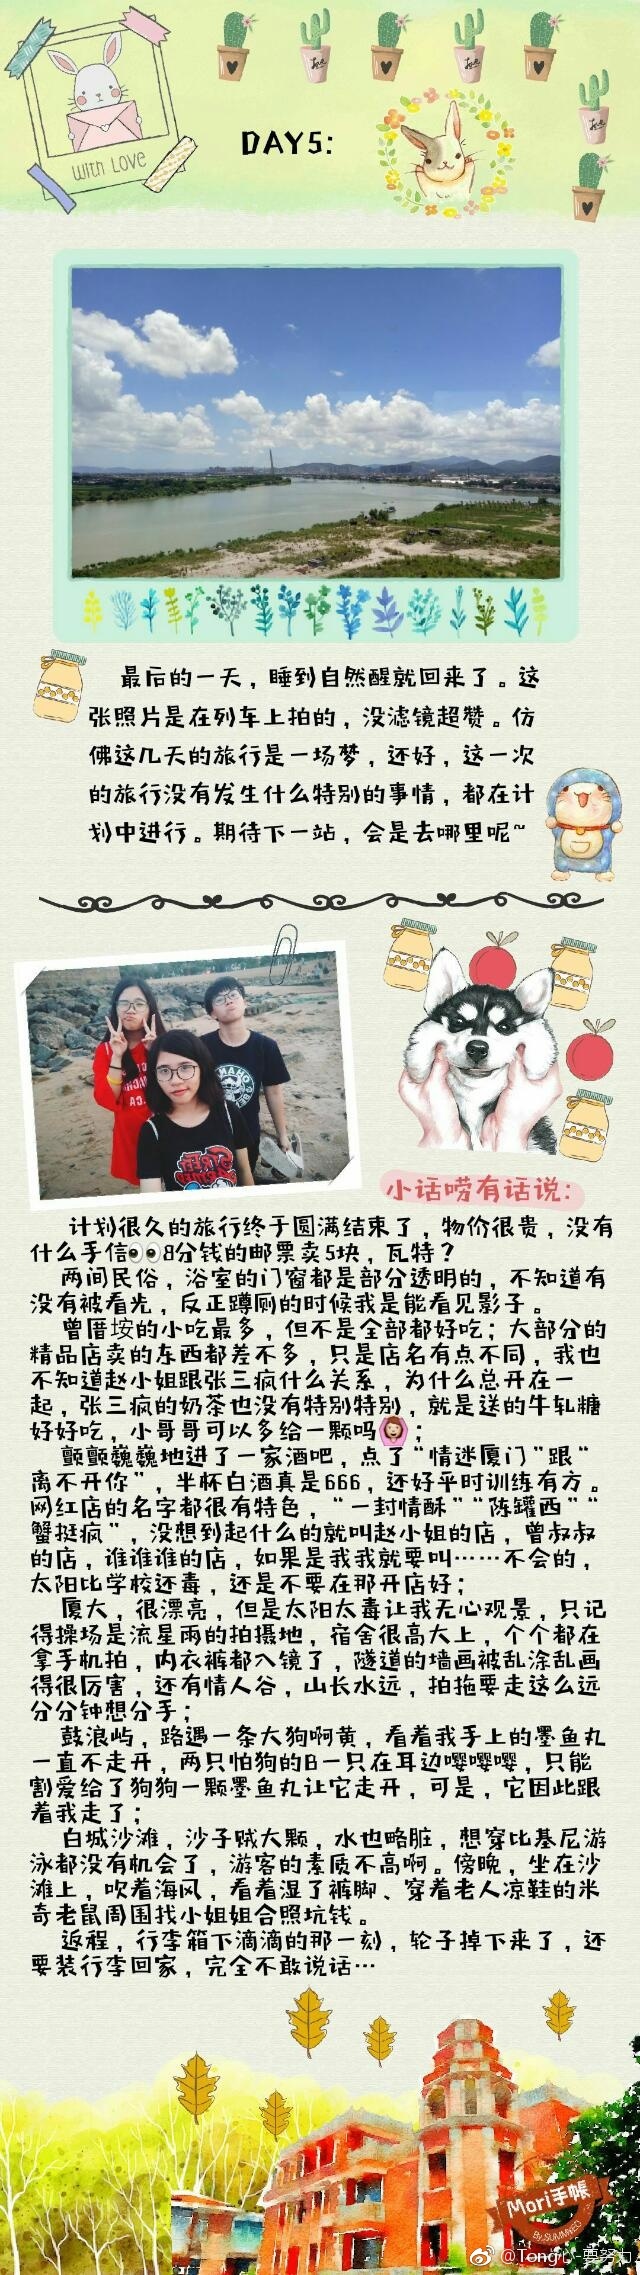 With Love
DAY5:
最后的一天，睡到自然醒就回来了。这
张照片是在列车上拍的，没滤镜超赞。仿
佛这几天的旅行是一场梦，还好，这一次
的旅行没有发生什么特别的事情，都在计
划中进行。期待下一站，会是去哪里呢~
小话唠有话说：
计划很久的旅行终于圆满结束了，物价很贵，没有
什么手信👀8分钱的邮票卖5块，瓦特？
两间民俗，浴室的门窗都是部分透明的，不知道有
没有被看光，反正蹲厕的时候我是能看见影子。
曾厝垵的小吃最多，但不是全部都好吃；大部分的
精品店卖的东西都差不多，只是店名有点不同，我也
不知道赵小姐跟张三疯什么关系，为什么总开在一
起，张三疯的奶茶也没有特别特别，就是送的牛轧糖
好好吃，小哥哥可以多给一颗吗🙆；
颤颤巍巍地进了一家酒吧，点了“情迷厦门”跟“
离不开你”，半杯白酒真是666，还好平时训练有方。
网红店的名字都很有特色，“一封情酥”“陈罐西”“
蟹挺疯”，没想到起什么的就叫赵小姐的店，曾叔叔
的店，谁谁谁的店，如果是我我就要叫……不会的，
太阳比学校还毒，还是不要在那开店好；
厦大，很漂亮，但是太阳太毒让我无心观景，只记
得操场是流星雨的拍摄地，宿舍很高大上，个个都在
拿手机拍，内衣裤都入镜了，隧道的墙画被乱涂乱画
得很厉害，还有情人谷，山长水远，拍拖要走这么远
分分钟想分手；
鼓浪屿，路遇一条大狗啊黄，看着我手上的墨鱼丸
一直不走开，两只怕狗的B一只在耳边嘤嘤嘤，只能
割爱给了狗狗一颗墨鱼丸让它走开，可是，它因此跟
着我走了；
白城沙滩，沙子贼大颗，水也略脏，想穿比基尼游
泳都没有机会了，游客的素质不高啊。傍晚，坐在沙
滩上，吹着海风，看着湿了裤脚、穿着老人凉鞋的米
奇老鼠周围找小姐姐合照坑钱。
返程，行李箱下滴滴的那一刻，轮子掉下来了，还
要装行李回家，完全不敢说话…
Mori手帐
@Tong心-要努力